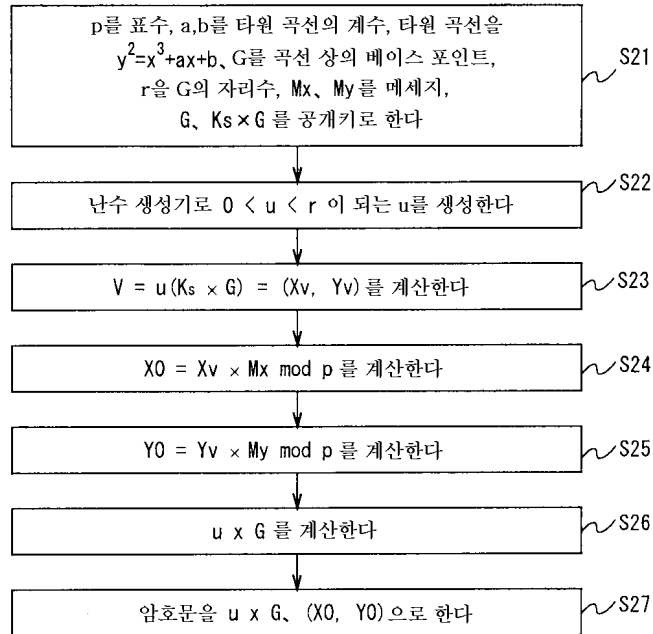 p를 표수, a,b를 타원 곡선의 계수, 타원 곡선을
y²=x³+ax+b、G를 곡선 상의 베이스 포인트,
r을 G의 자리수, Mx、My를 메세지,
G、Ks×G 를 공개키로 한다
S21
난수 생성기로 0 < u < r 이 되는 u를 생성한다
S22
V = u(Ks × G) = (Xv, Yv)를 계산한다
S23
X0 = Xv × Mx mod p 를 계산한다
S24
Y0 = Yv × My mod p 를 계산한다
S25
u x G 를 계산한다
S26
암호문을 u x G、(X0, Y0)으로 한다
S27